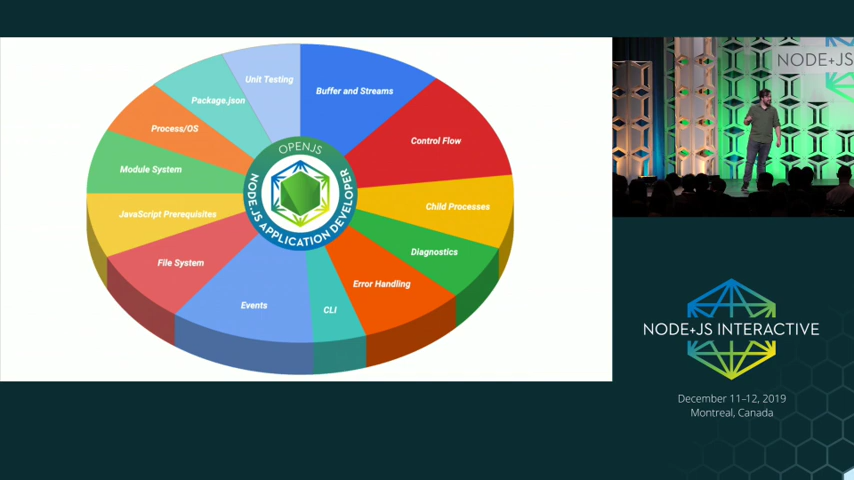 Unit Testing
Buffer and Streams
Package.json
Process/OS
Control Flow
Module System
JavaScript Prerequisites
Child Processes
File System
Diagnostics
Error Handling
Events
CLI
OPENJS
NODE.JS APPLICATION DEVELOPER
NODE+JS
NODE+JS INTERACTIVE
December 11–12, 2019
Montreal, Canada